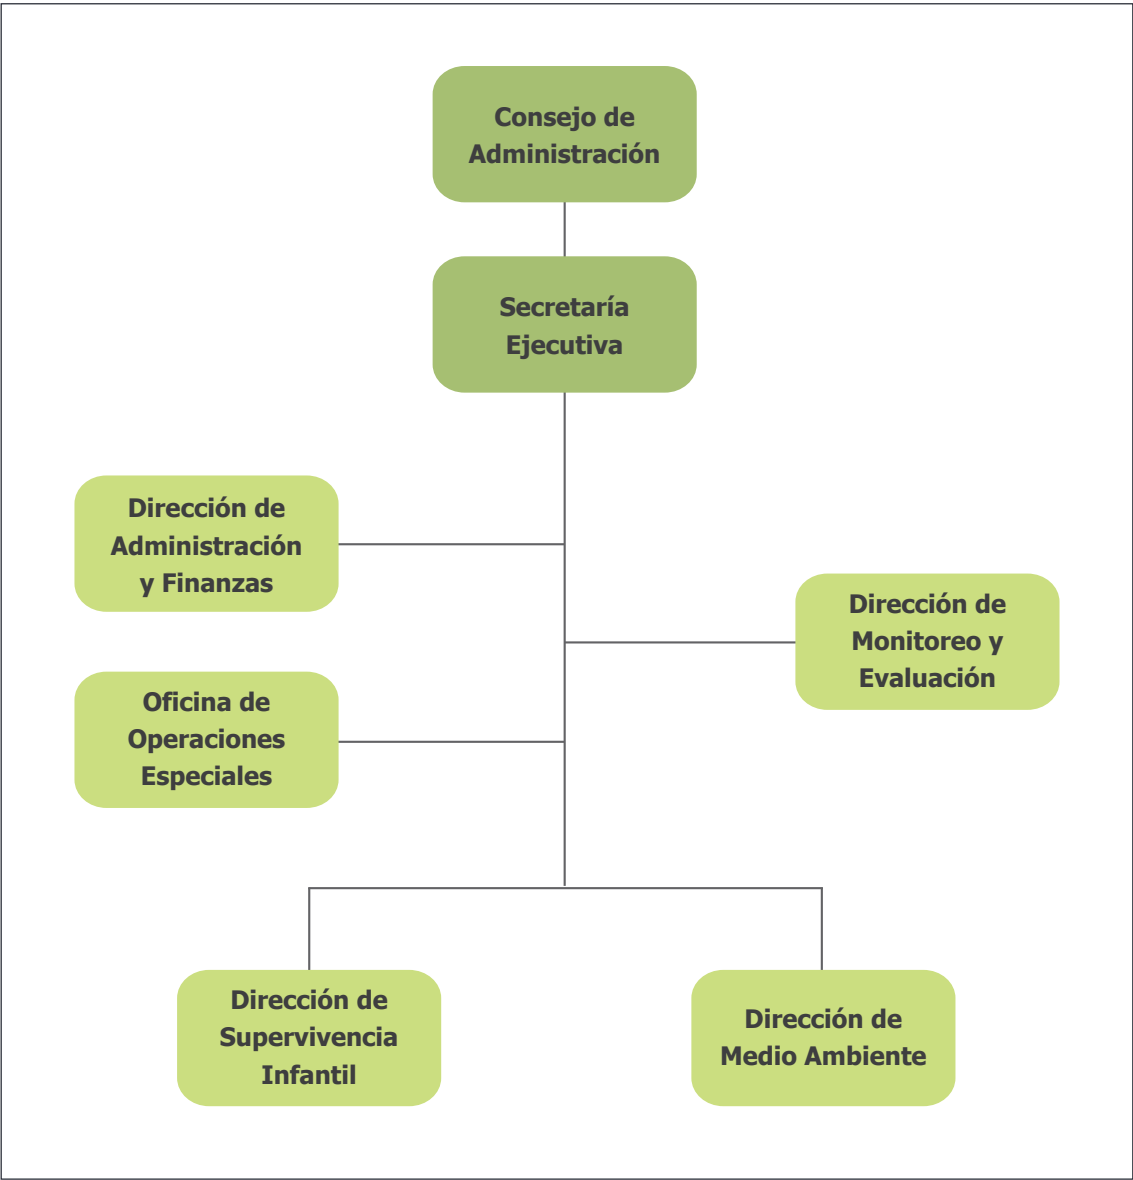 Consejo de
Administración
Secretaría
Ejecutiva
Dirección de
Administración
y Finanzas
Dirección de
Monitoreo y
Evaluación
Oficina de
Operaciones
Especiales
Dirección de
Supervivencia
Infantil
Dirección de
Medio Ambiente